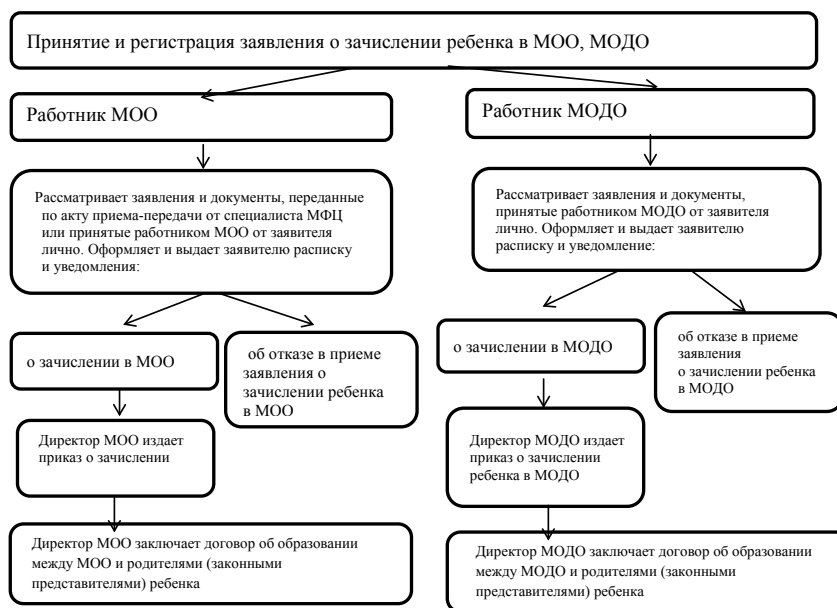 Принятие и регистрация заявления о зачислении ребенка в МОО, МОДО
Работник МОО
Рассматривает заявления и документы, переданные
по акту приема-передачи от специалиста МФЦ
или принятые работником МОО от заявителя
лично. Оформляет и выдает заявителю расписку
и уведомления:
о зачислении в МОО
об отказе в приеме
заявления о
зачислении ребенка
в МОО
Директор МОО издает
приказ о зачислении
Директор МОО заключает договор об образовании
между МОО и родителями (законными
представителями) ребенка
Работник МОДО
Рассматривает заявления и документы,
принятые работником МОДО от заявителя
лично. Оформляет и выдает заявителю
расписку и уведомление:
о зачислении в МОДО
об отказе в приеме
заявления
о зачислении ребенка
в МОДО
Директор МОДО издает
приказ о зачислении
ребенка в МОДО
Директор МОДО заключает договор об образовании
между МОДО и родителями (законными
представителями) ребенка